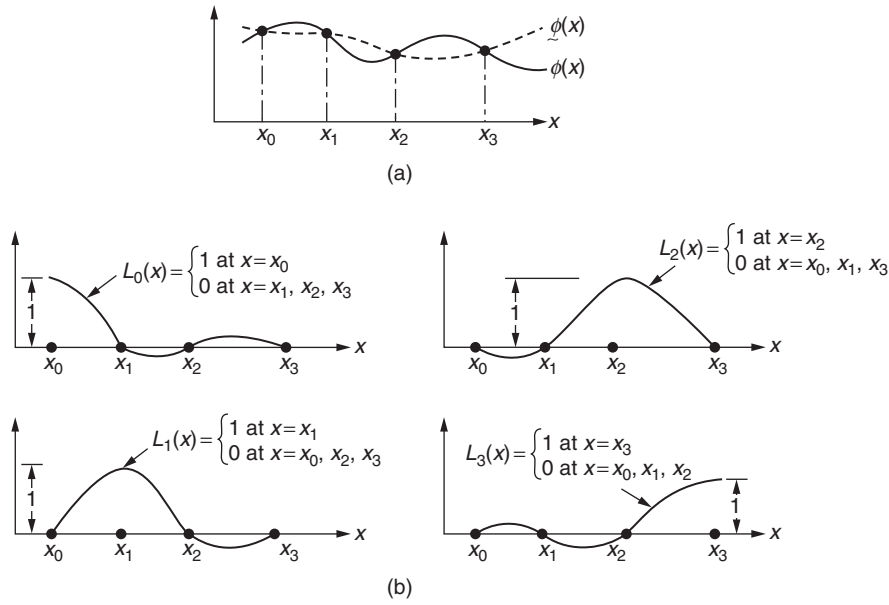 ϕ̰(x)
ϕ(x)
x₀ x₁ x₂ x₃ x
(a)
L₀(x) = { 1 at x = x₀
0 at x = x₁, x₂, x₃
1
x₀ x₁ x₂ x₃ x
L₂(x) = { 1 at x = x₂
0 at x = x₀, x₁, x₃
1
x₀ x₁ x₂ x₃ x
L₁(x) = { 1 at x = x₁
0 at x = x₀, x₂, x₃
1
x₀ x₁ x₂ x₃ x
L₃(x) = { 1 at x = x₃
0 at x = x₀, x₁, x₂
1
x₀ x₁ x₂ x₃ x
(b)